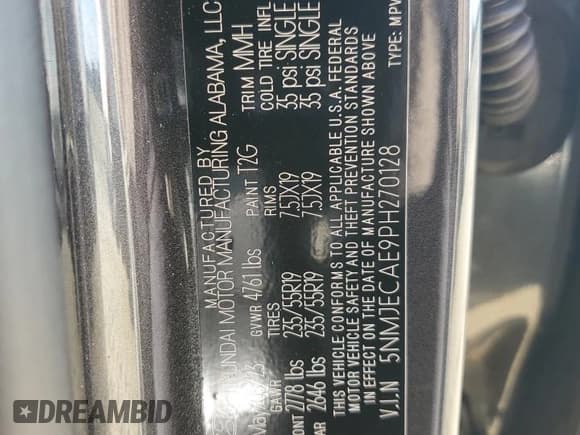 MANUFACTURED BY
HYUNDAI MOTOR MANUFACTURING ALABAMA, LLC
GVWR 4761 lbs PAINT T2G TRIM MMH
GAWR TIRES RIMS COLD TIRE INFL
2778 lbs 235/55R19 7.5JX19 35 psi SINGLE
2646 lbs 235/55R19 7.5JX19 35 psi SINGLE
THIS VEHICLE CONFORMS TO ALL APPLICABLE U.S.A. FEDERAL
MOTOR VEHICLE SAFETY AND THEFT PREVENTION STANDARDS
IN EFFECT ON THE DATE OF MANUFACTURE SHOWN ABOVE
V.I.N 5NMJECAE9PH270128 TYPE: MPV
DREAMBID